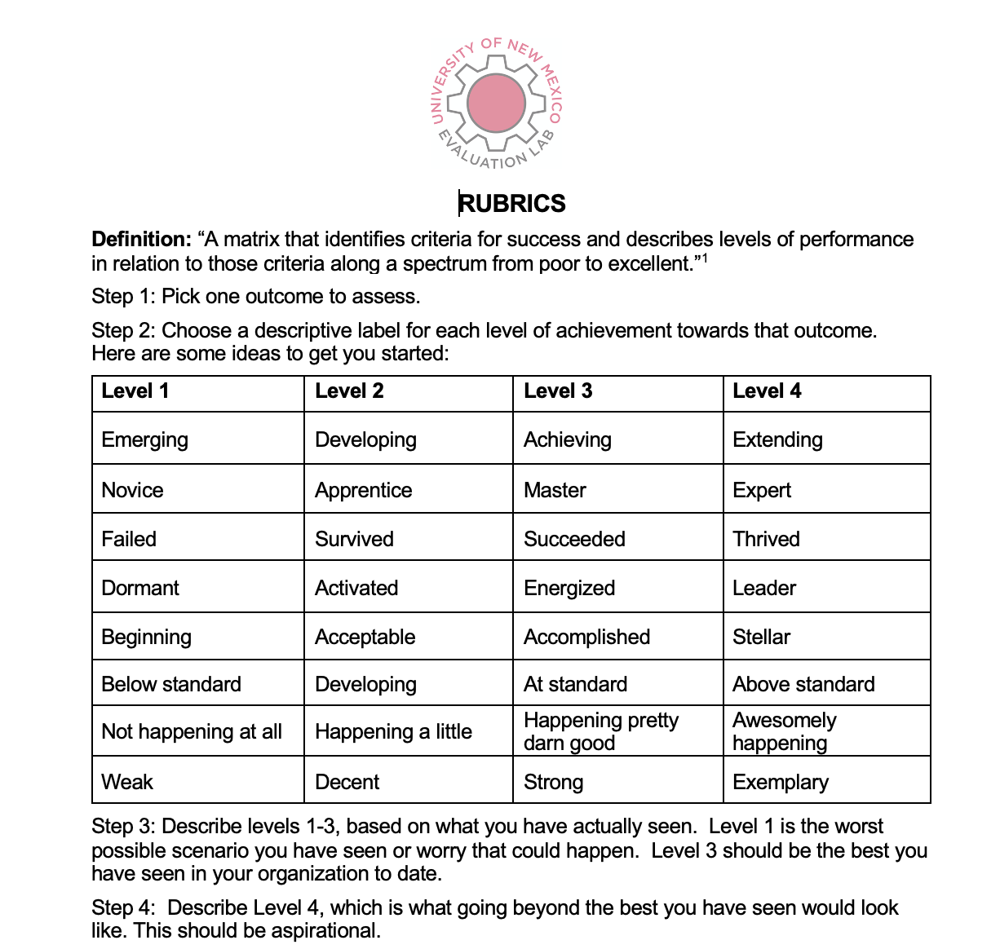 UNIVERSITY OF NEW MEXICO
EVALUATION LAB
RUBRICS
Definition: “A matrix that identifies criteria for success and describes levels of performance
in relation to those criteria along a spectrum from poor to excellent.”1
Step 1: Pick one outcome to assess.
Step 2: Choose a descriptive label for each level of achievement towards that outcome.
Here are some ideas to get you started:
Level 1 Level 2 Level 3 Level 4
Emerging Developing Achieving Extending
Novice Apprentice Master Expert
Failed Survived Succeeded Thrived
Dormant Activated Energized Leader
Beginning Acceptable Accomplished Stellar
Below standard Developing At standard Above standard
Not happening at all Happening a little Happening pretty darn good Awesomely happening
Weak Decent Strong Exemplary
Step 3: Describe levels 1-3, based on what you have actually seen.  Level 1 is the worst
possible scenario you have seen or worry that could happen.  Level 3 should be the best you
have seen in your organization to date.
Step 4:  Describe Level 4, which is what going beyond the best you have seen would look
like. This should be aspirational.